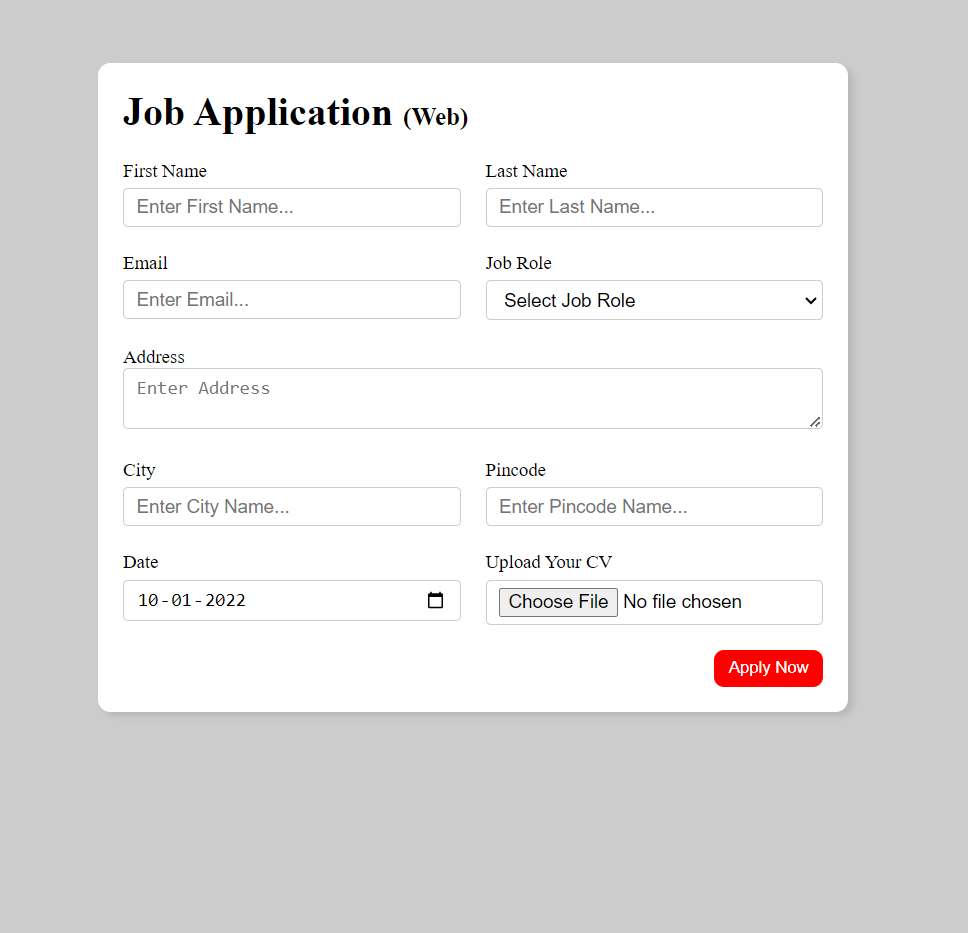 Job Application (Web)
First Name Last Name
Enter First Name... Enter Last Name...
Email Job Role
Enter Email... Select Job Role
Address
Enter Address
City Pincode
Enter City Name... Enter Pincode Name...
Date Upload Your CV
10-01-2022 Choose File No file chosen
Apply Now